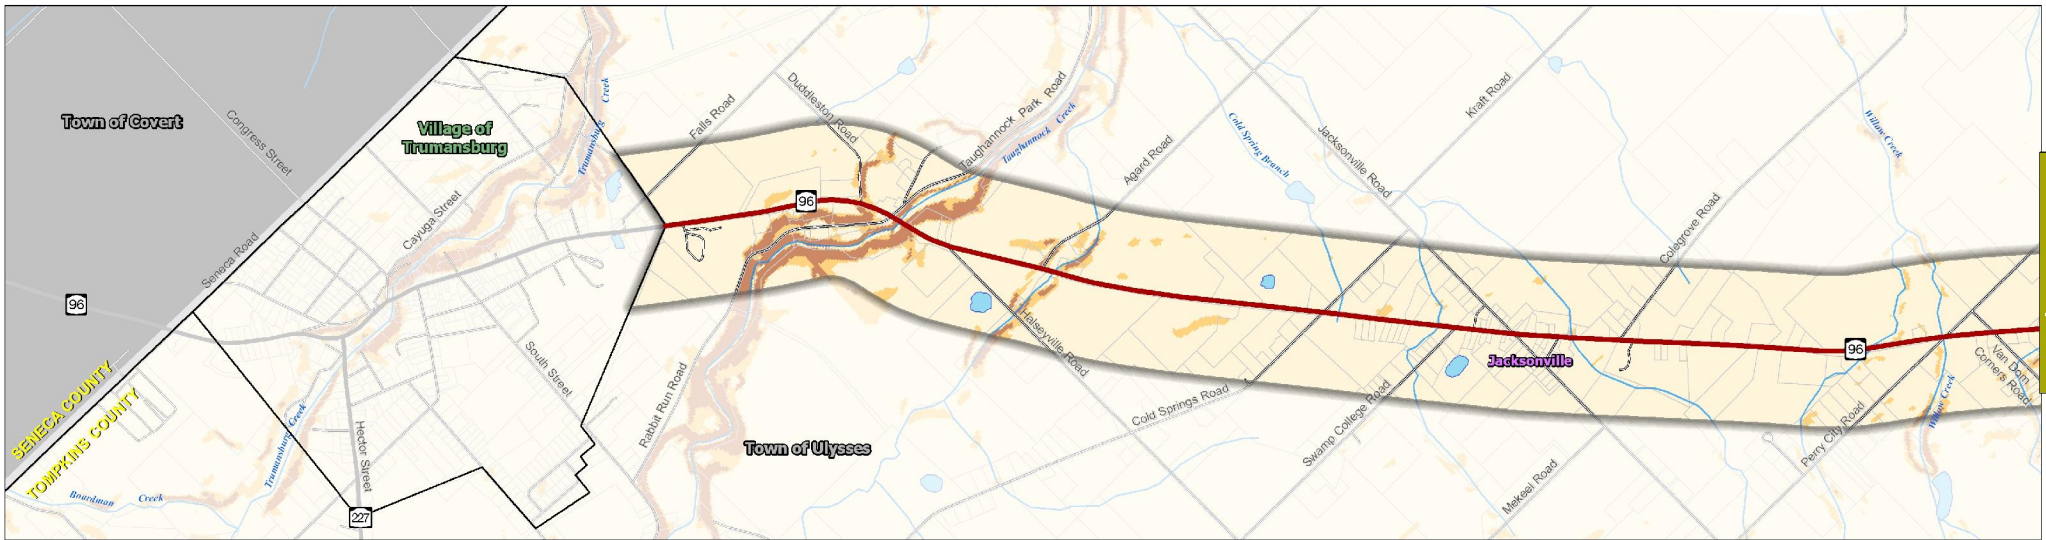 Town of Covert
Congress Street
Village of
Trumansburg
Creek
Trumansburg
Falls Road
Duddleston Road
Taughannock Park Road
Taughannock Creek
Agard Road
Cold Spring Branch
Jacksonville Road
Kraft Road
Willow Creek
Cayuga Street
Seneca Road
96
96
Colegrove Road
SENECA COUNTY
TOMPKINS COUNTY
South Street
Hector Street
Trumansburg Creek
Boardman Creek
227
Rabbit Run Road
Town of Ulysses
Halseyville Road
Cold Springs Road
Swamp College Road
Jacksonville
Mekeel Road
96
Perry City Road
Van Dorn
Corners Road
Willow Creek